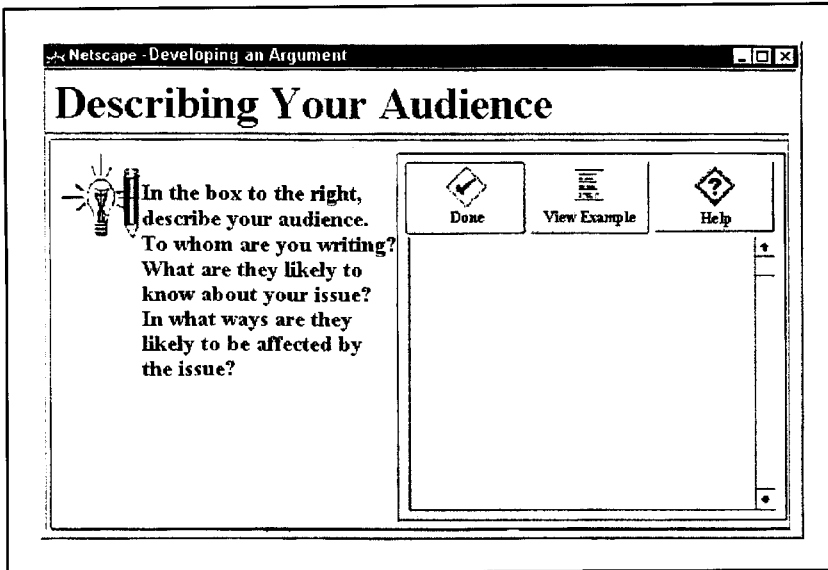 Netscape - Developing an Argument
Describing Your Audience
In the box to the right,
describe your audience.
To whom are you writing?
What are they likely to
know about your issue?
In what ways are they
likely to be affected by
the issue?
Done
View Example
Help